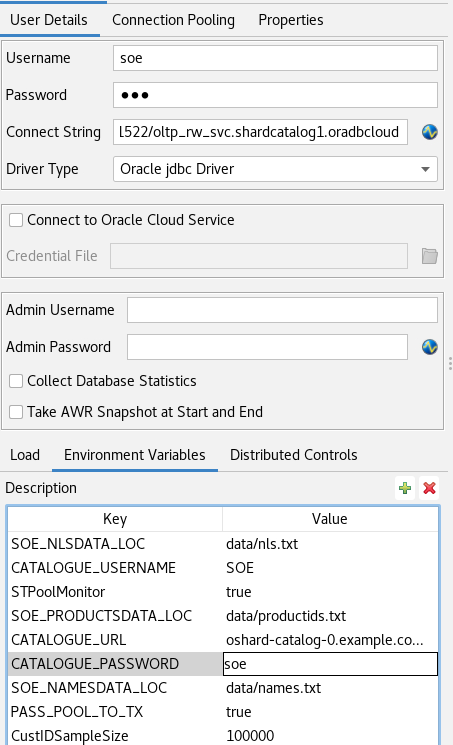 User Details Connection Pooling Properties
Username soe
Password ●●●
Connect String 1522/oltp_rw_svc.shardcatalog1.oradbcloud
Driver Type Oracle jdbc Driver
Connect to Oracle Cloud Service
Credential File
Admin Username
Admin Password
Collect Database Statistics
Take AWR Snapshot at Start and End
Load Environment Variables Distributed Controls
Description
Key Value
SOE_NLSDATA_LOC data/nls.txt
CATALOGUE_USERNAME SOE
STPoolMonitor true
SOE_PRODUCTSDATA_LOC data/productids.txt
CATALOGUE_URL oshard-catalog-0.example.co...
CATALOGUE_PASSWORD soe
SOE_NAMESDATA_LOC data/names.txt
PASS_POOL_TO_TX true
CustIDSampleSize 100000